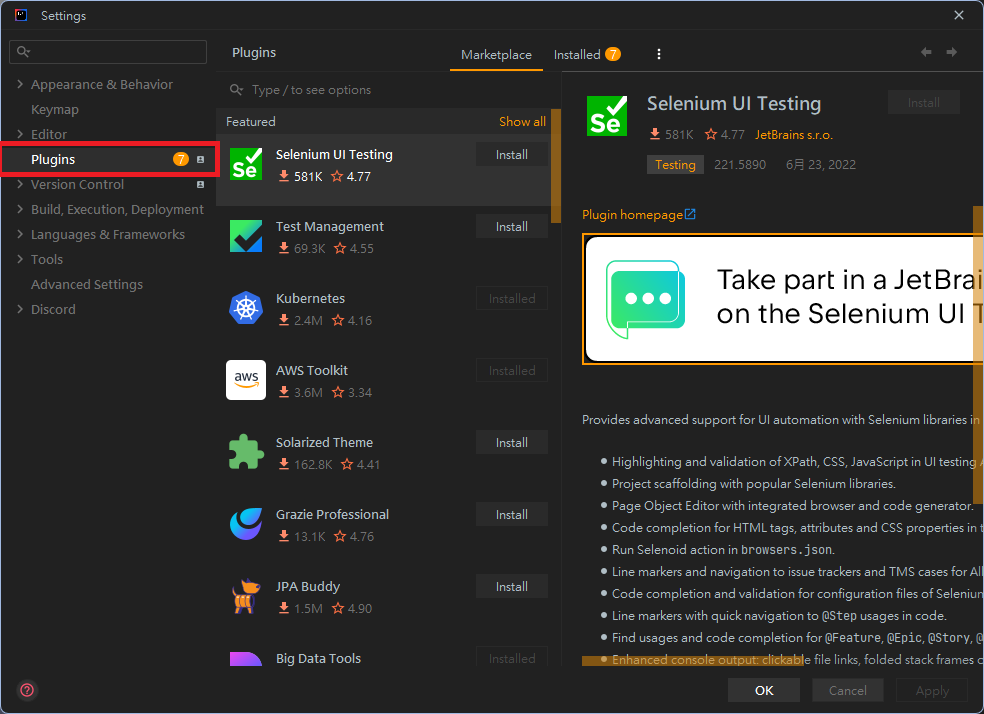 Settings
Plugins
Marketplace
Installed 7
Type / to see options
Appearance & Behavior
Keymap
Editor
Plugins 7
Version Control
Build, Execution, Deployment
Languages & Frameworks
Tools
Advanced Settings
Discord
Featured Show all
Se
Selenium UI Testing Install
581K 4.77
Test Management Install
69.3K 4.55
Kubernetes Installed
2.4M 4.16
aws
AWS Toolkit Installed
3.6M 3.34
Solarized Theme Install
162.8K 4.41
Grazie Professional Install
13.1K 4.76
JPA Buddy Install
1.5M 4.90
Big Data Tools Installed
Se
Selenium UI Testing Install
581K 4.77 JetBrains s.r.o.
Testing 221.5890 6月 23, 2022
Plugin homepage
Take part in a JetBrai
on the Selenium UI T
Provides advanced support for UI automation with Selenium libraries in
Highlighting and validation of XPath, CSS, JavaScript in UI testing
Project scaffolding with popular Selenium libraries.
Page Object Editor with integrated browser and code generator.
Code completion for HTML tags, attributes and CSS properties in t
Run Selenoid action in browsers.json.
Line markers and navigation to issue trackers and TMS cases for All
Code completion and validation for configuration files of Selenium
Line markers with quick navigation to @Step usages in code.
Find usages and code completion for @Feature, @Epic, @Story, @
Enhanced console output: clickable file links, folded stack frames c
OK Cancel Apply